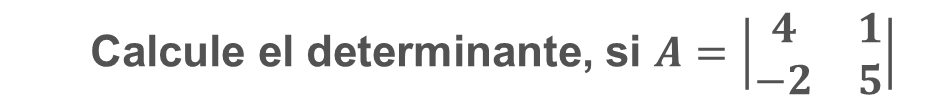 Calcule el determinante, si A = | 4 1 |
| −2 5 |